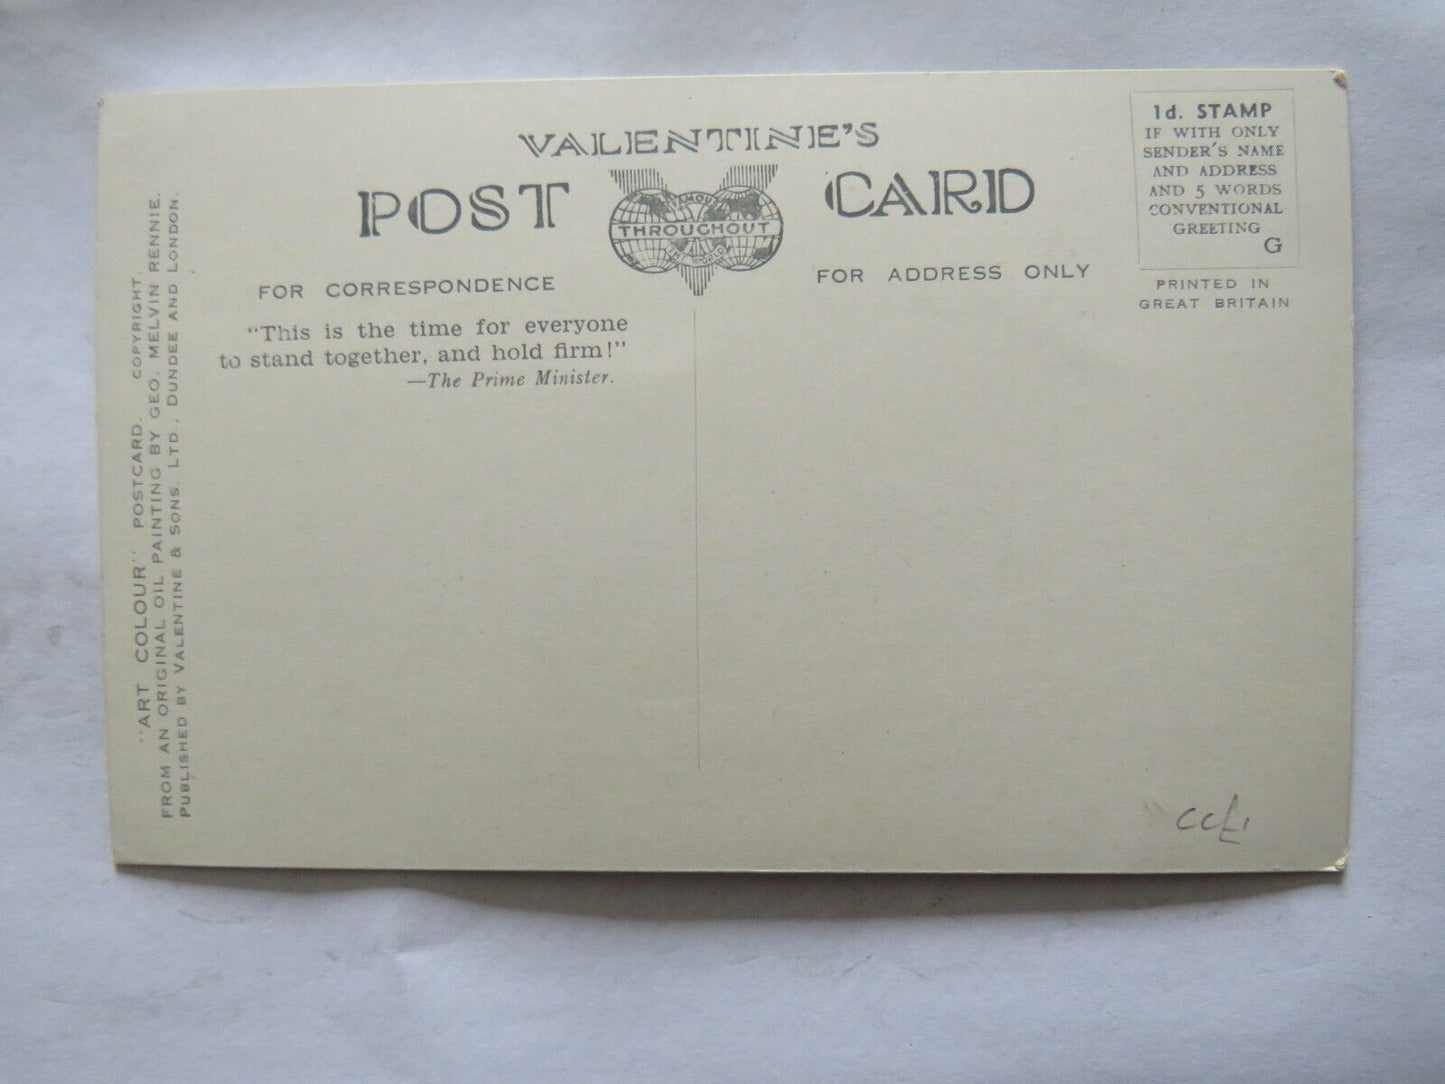 VALENTINE'S
POST CARD
FAMOUS
THROUGHOUT
THE WORLD
1d. STAMP
IF WITH ONLY
SENDER'S NAME
AND ADDRESS
AND 5 WORDS
CONVENTIONAL
GREETING
G
PRINTED IN
GREAT BRITAIN
FOR CORRESPONDENCE
FOR ADDRESS ONLY
"This is the time for everyone
to stand together, and hold firm!"
—The Prime Minister.
"ART COLOUR" POSTCARD. COPYRIGHT.
FROM AN ORIGINAL OIL PAINTING BY GEO. MELVIN RENNIE.
PUBLISHED BY VALENTINE & SONS. LTD., DUNDEE AND LONDON.